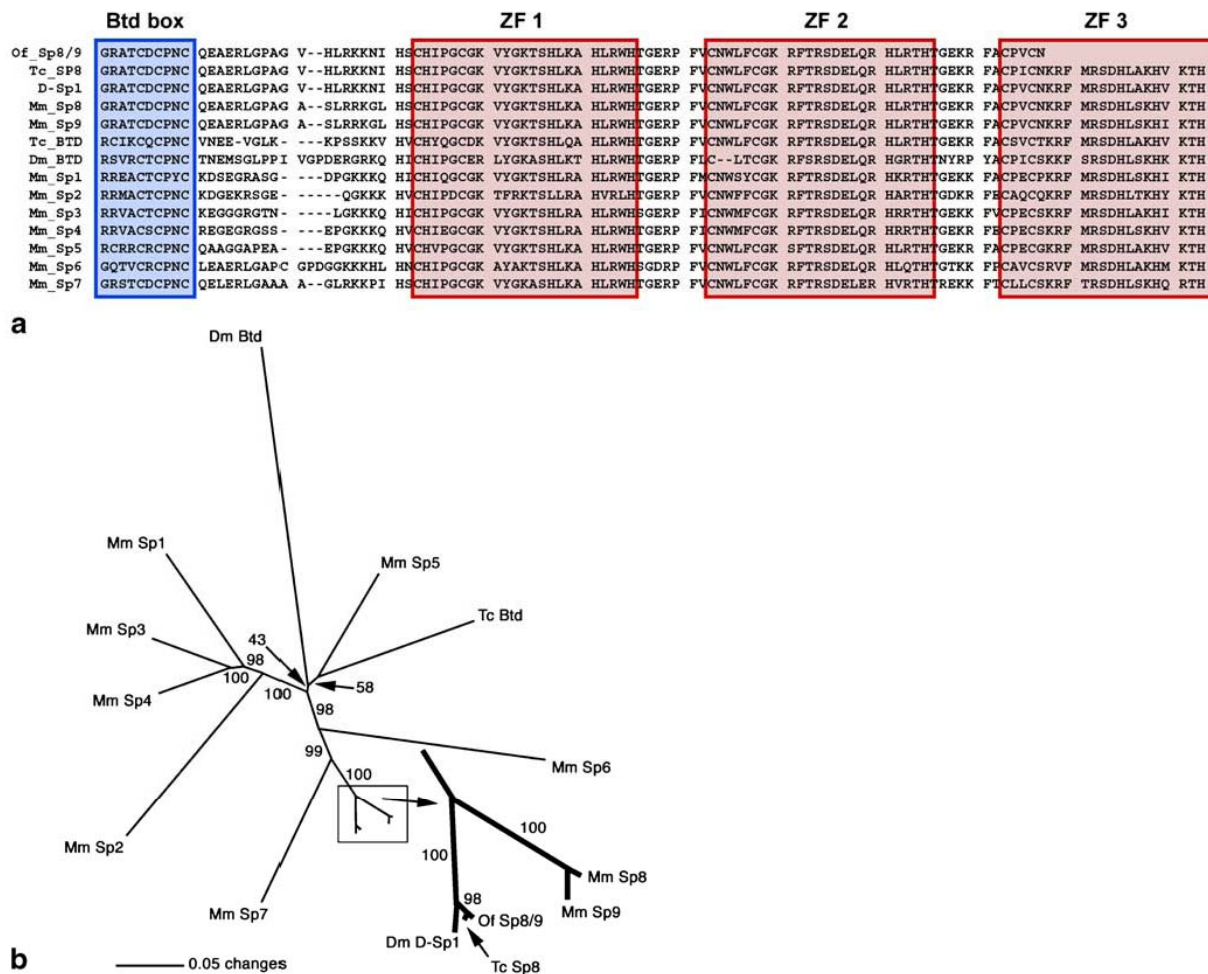 Btd box ZF 1 ZF 2 ZF 3
Of_Sp8/9 GRATCDCPNC QEAERLGPAG V--HLRKKNI HSCHIPGCGK VYGKTSHLKA HLRWHTGERP FVCNWLFCGK RFTRSDELQR HLRTHTGEKR FACPVCN
Tc_SP8 GRATCDCPNC QEAERLGPAG V--HLRKKNI HSCHIPGCGK VYGKTSHLKA HLRWHTGERP FVCNWLFCGK RFTRSDELQR HLRTHTGEKR FACPICNKRF MRSDHLAKHV KTH
D-Sp1 GRATCDCPNC QEAERLGPAG V--HLRKKNI HSCHIPGCGK VYGKTSHLKA HLRWHTGERP FVCNWLFCGK RFTRSDELQR HLRTHTGEKR FACPVCNKRF MRSDHLAKHV KTH
Mm_Sp8 GRATCDCPNC QEAERLGPAG A--SLRRKGL HSCHIPGCGK VYGKTSHLKA HLRWHTGERP FVCNWLFCGK RFTRSDELQR HLRTHTGEKR FACPVCNKRF MRSDHLSKHV KTH
Mm_Sp9 GRATCDCPNC QEAERLGPAG A--SLRRKGL HSCHIPGCGK VYGKTSHLKA HLRWHTGERP FVCNWLFCGK RFTRSDELQR HLRTHTGEKR FACPVCNKRF MRSDHLSKHI KTH
Tc_BTD RCIKCQCPNC VNEE-VGLK- ---KPSSKKV HVCHYQGCDK VYGKTSHLQA HLRWHTGERP FVCNWLFCGK RFTRSDELQR HLRTHTGEKR FACSVCTKRF MRSDHLAKHV KTH
Dm_BTD RSVRCTCPNC TNEMSGLPPI VGPDERGRKQ HICHIPGCER LYGKASHLKT HLRWHTGERP FLC--LTCGK RFSRSDELQR HGRTHTNYRP YACPICSKKF SRSDHLSKHK KTH
Mm_Sp1 RREACTCPYC KDSEGRASG- ---DPGKKKQ HICHIQGCGK VYGKTSHLRA HLRWHTGERP FMCNWSYCGK RFTRSDELQR HKRTHTGEKK FACPECPKRF MRSDHLSKHI KTH
Mm_Sp2 RRMACTCPNC KDGEKRSGE- -----QGKKK HVCHIPDCGK TFRKTSLLRA HVRLHTGERP FVCNWFFCGK RFTRSDELQR HARTHTGDKR FECAQCQKRF MRSDHLTKHY KTH
Mm_Sp3 RRVACTCPNC KEGGGRGTN- ----LGKKKQ HICHIPGCGK VYGKTSHLRA HLRWHSGERP FVCNWMFCGK RFTRSDELQR HRRTHTGEKK FVCPECSKRF MRSDHLAKHI KTH
Mm_Sp4 RRVACSCPNC REGEGRGSS- ---EPGKKKQ HVCHIEGCGK VYGKTSHLRA HLRWHTGERP FICNWMFCGK RFTRSDELQR HRRTHTGEKR FECPECSKRF MRSDHLSKHV KTH
Mm_Sp5 RCRRCRCPNC QAAGGAPEA- ---EPGKKKQ HVCHVPGCGK VYGKTSHLKA HLRWHTGERP FVCNWLFCGK SFTRSDELQR HLRTHTGEKR FACPECGKRF MRSDHLAKHV KTH
Mm_Sp6 GQTVCRCPNC LEAERLGAPC GPDGGKKKHL HNCHIPGCGK AYAKTSHLKA HLRWHSGDRP FVCNWLFCGK RFTRSDELQR HLQTHTGTKK FPCAVCSRVF MRSDHLAKHM KTH
Mm_Sp7 GRSTCDCPNC QELERLGAAA A--GLRKKPI HSCHIPGCGK VYGKASHLKA HLRWHTGERP FVCNWLFCGK RFTRSDELER HVRTHTREKK FTCLLCSKRF TRSDHLSKHQ RTH
a
Dm Btd
Mm Sp1
Mm Sp5
Tc Btd
Mm Sp3
43
98
100
100
58
Mm Sp4
98
99
Mm Sp6
100
100
Mm Sp2
100
Mm Sp8
98
Mm Sp9
Mm Sp7
Of Sp8/9
Dm D-Sp1
Tc Sp8
b
0.05 changes